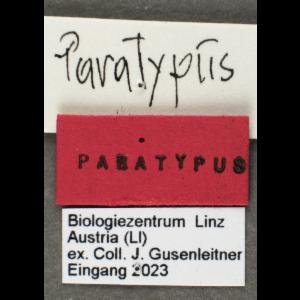 Paratypus
PARATYPUS
Biologiezentrum Linz
Austria (LI)
ex. Coll. J. Gusenleitner
Eingang 2023